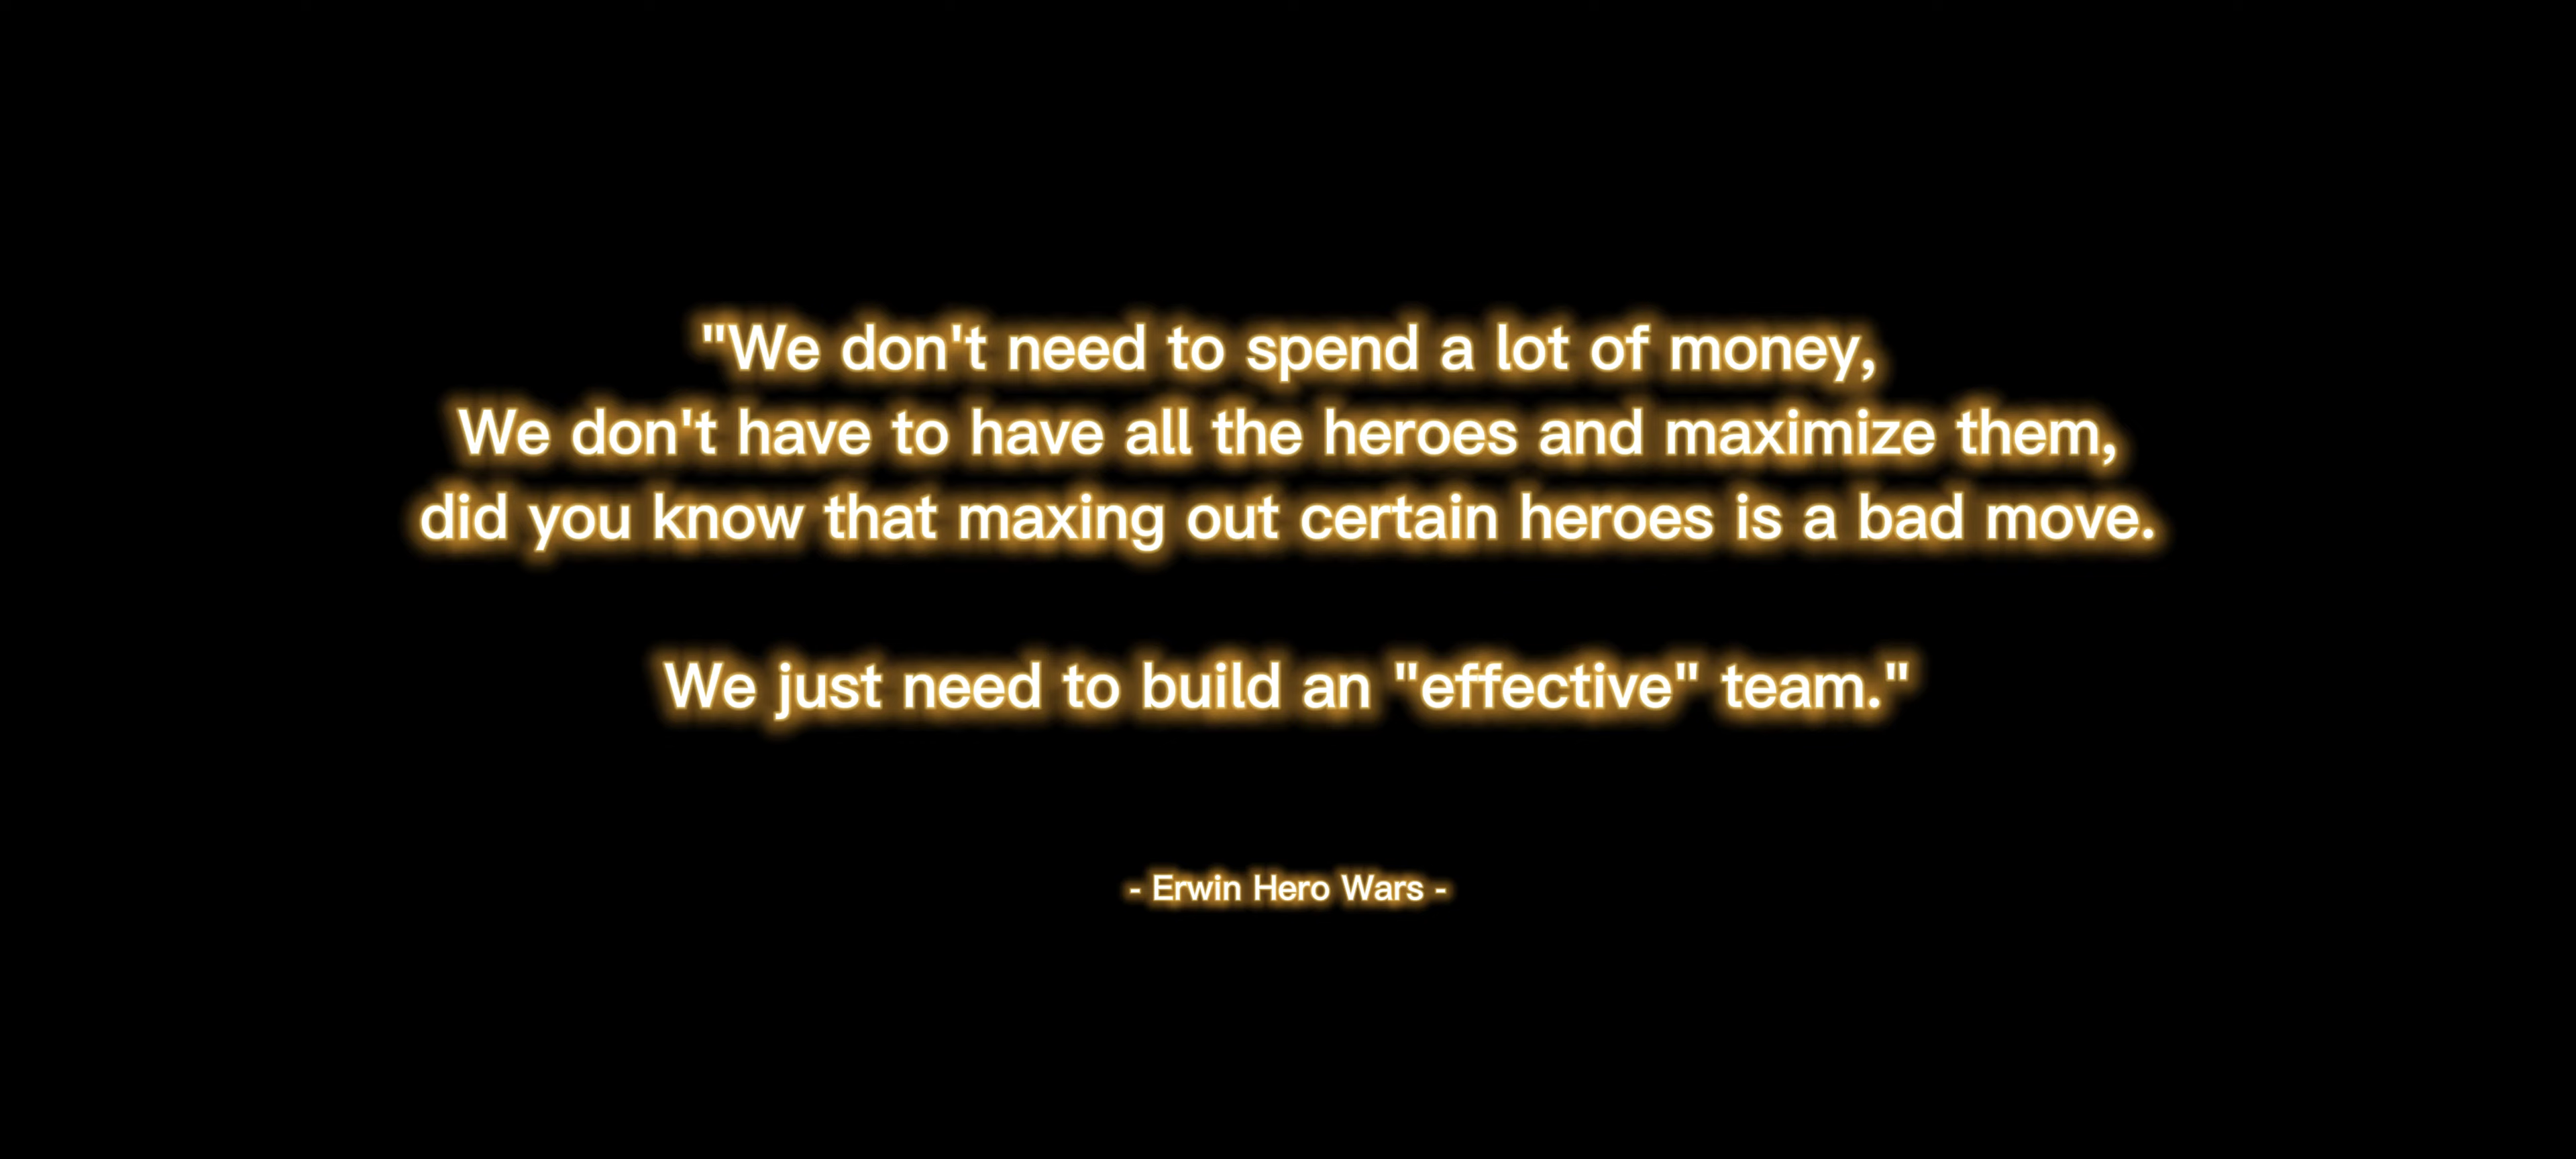 "We don't need to spend a lot of money,
We don't have to have all the heroes and maximize them,
did you know that maxing out certain heroes is a bad move.
We just need to build an "effective" team."
- Erwin Hero Wars -